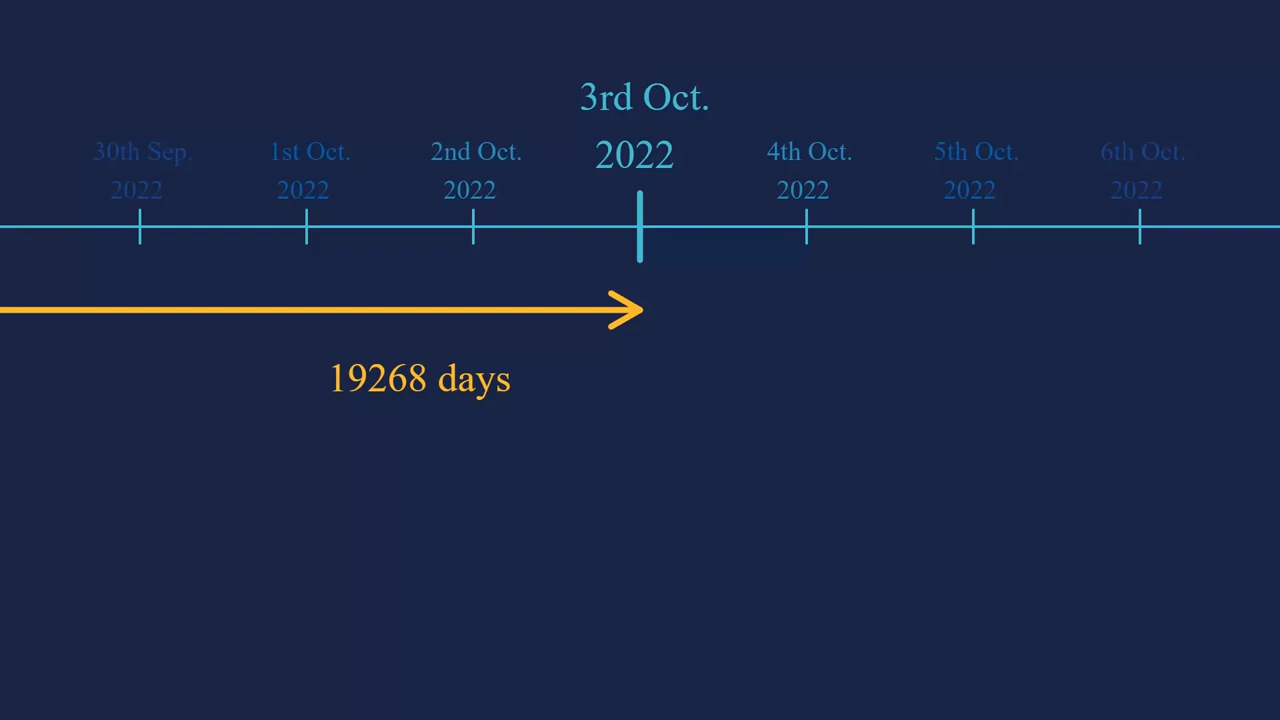 3rd Oct.
2022
30th Sep.
2022
1st Oct.
2022
2nd Oct.
2022
4th Oct.
2022
5th Oct.
2022
6th Oct.
2022
19268 days